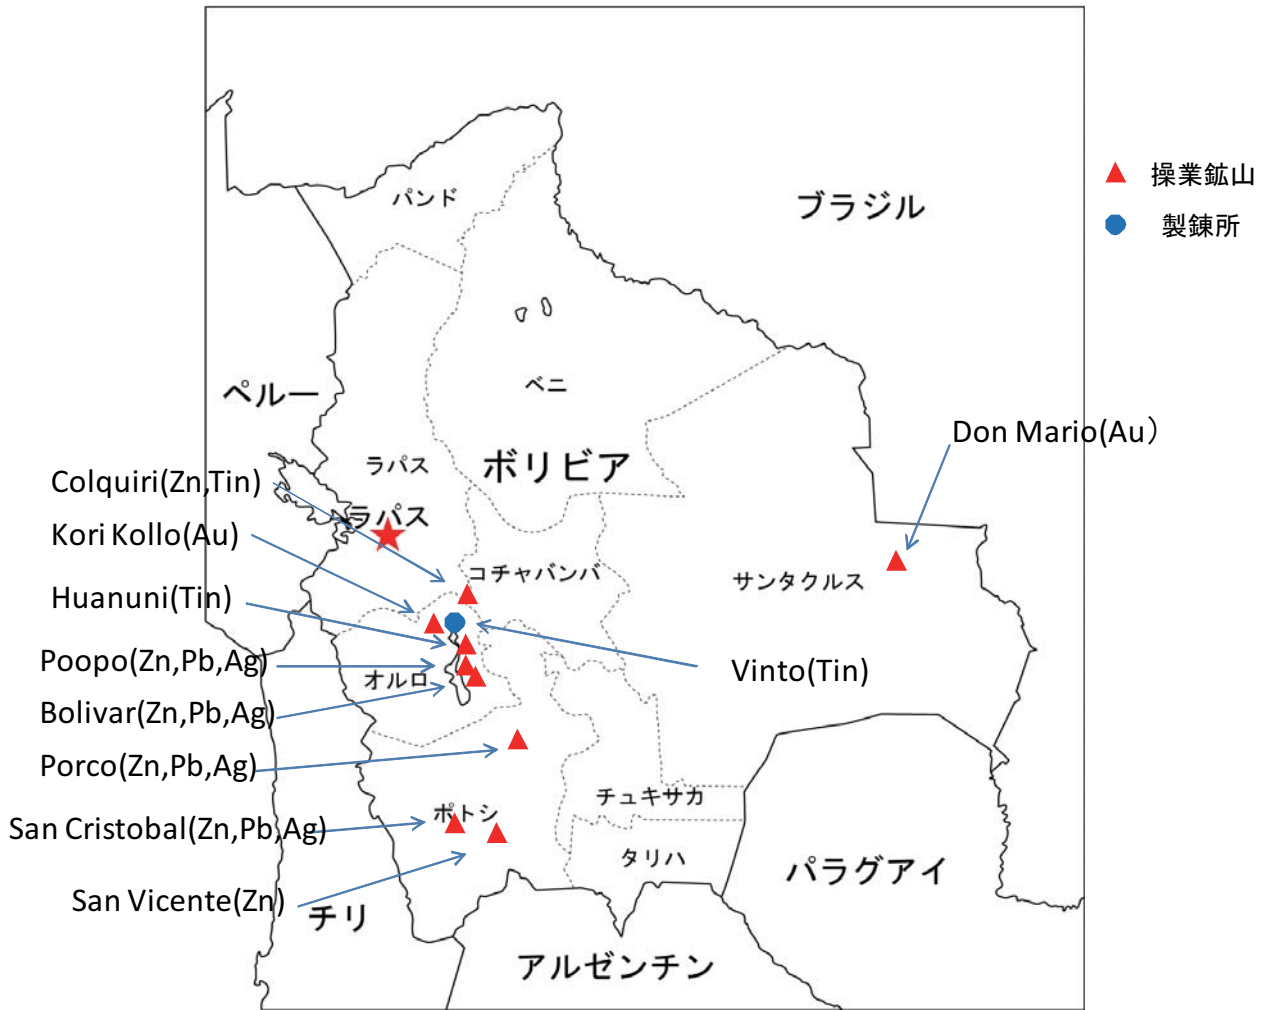 パンド
ブラジル
操業鉱山
製錬所
ペルー
ベニ
Don Mario(Au）
ラパス
ボリビア
Colquiri(Zn,Tin)
ラパス
Kori Kollo(Au)
コチャバンバ
サンタクルス
Huanuni(Tin)
Poopo(Zn,Pb,Ag)
オルロ
Vinto(Tin)
Bolivar(Zn,Pb,Ag)
Porco(Zn,Pb,Ag)
チュキサカ
ポトシ
San Cristobal(Zn,Pb,Ag)
タリハ
パラグアイ
San Vicente(Zn)
チリ
アルゼンチン